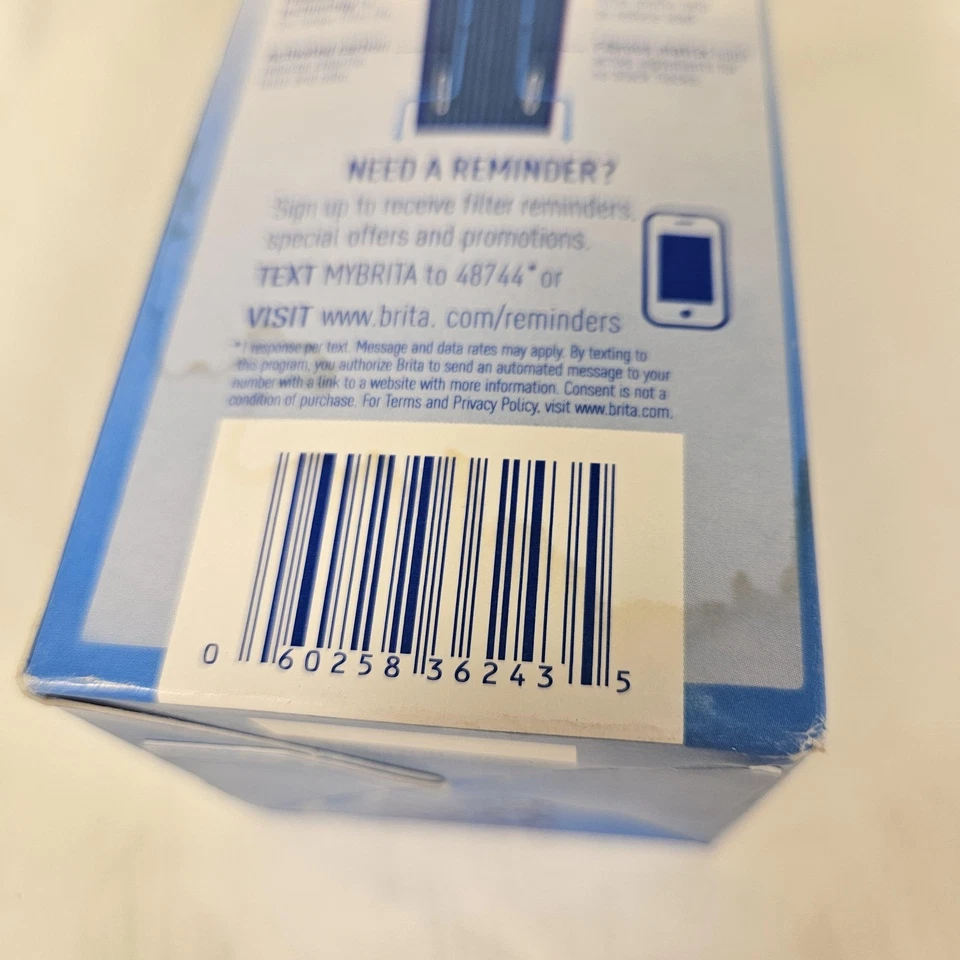 Activated carbon
NEED A REMINDER?
Sign up to receive filter reminders,
special offers and promotions.
TEXT MYBRITA to 48744* or
VISIT www.brita. com/reminders
*1 response per text. Message and data rates may apply. By texting to
this program, you authorize Brita to send an automated message to your
number with a link to a website with more information. Consent is not a
condition of purchase. For Terms and Privacy Policy, visit www.brita.com.
0 60258 36243 5